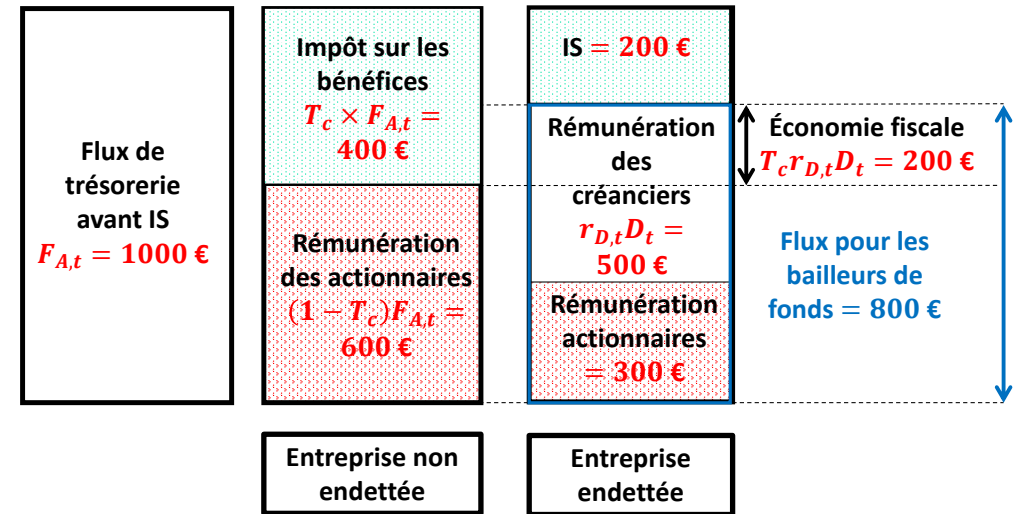 Flux de
trésorerie
avant IS
F_{A,t} = 1000 €
Impôt sur les
bénéfices
T_c × F_{A,t} =
400 €
Rémunération
des actionnaires
(1 − T_c)F_{A,t} =
600 €
Entreprise non
endettée
IS = 200 €
Rémunération
des
créanciers
r_{D,t}D_t =
500 €
Rémunération
actionnaires
= 300 €
Entreprise
endettée
Économie fiscale
T_c r_{D,t}D_t = 200 €
Flux pour les
bailleurs de
fonds = 800 €